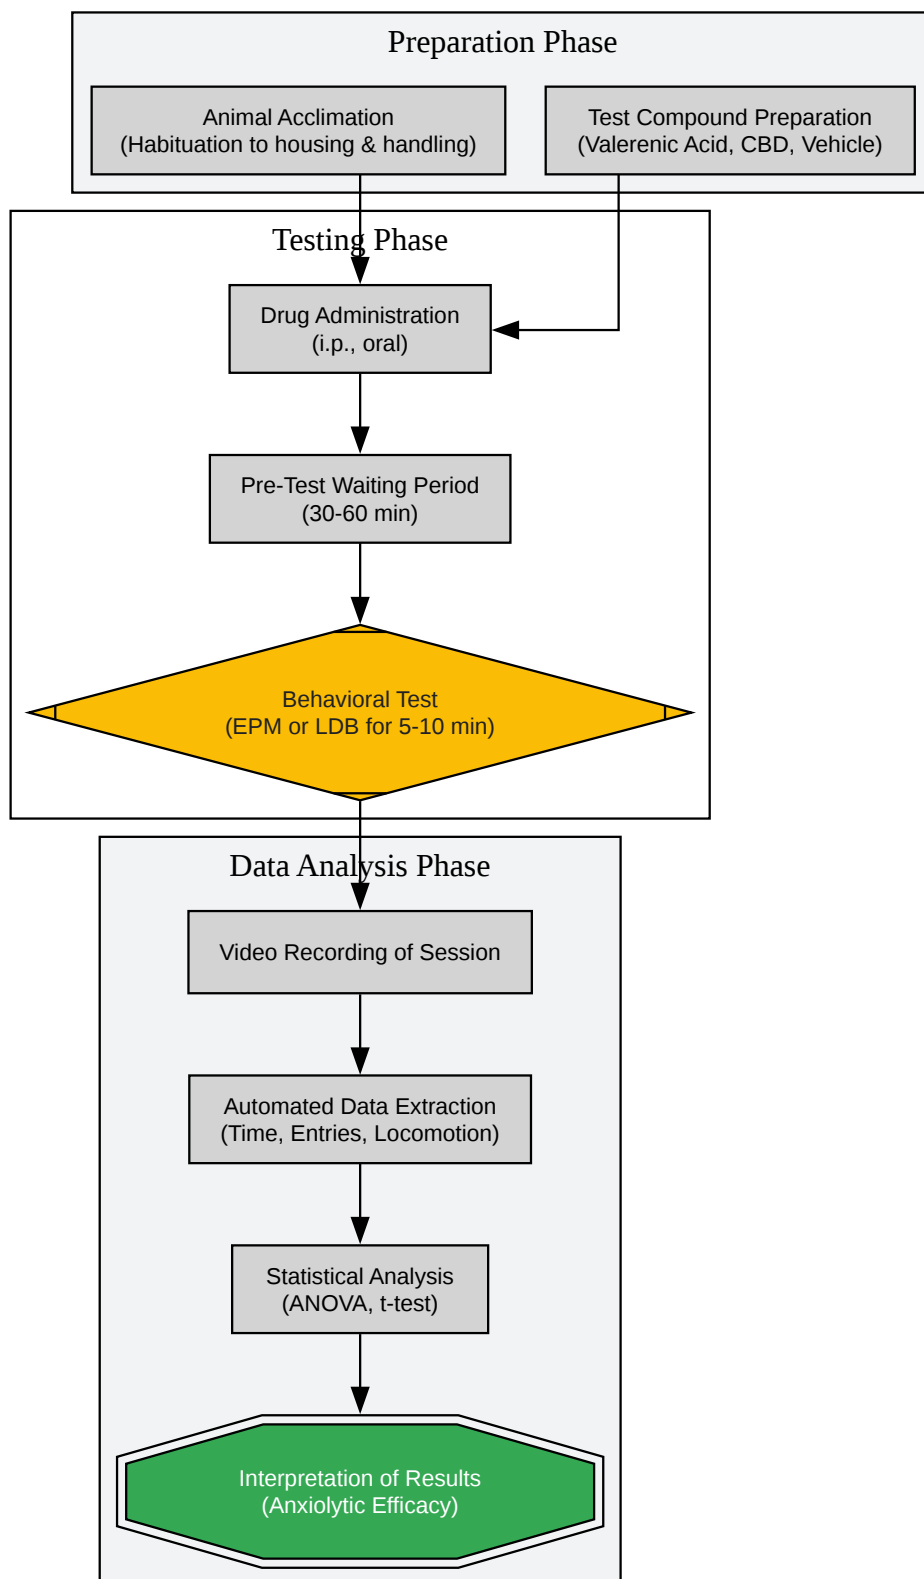 Preparation Phase
Animal Acclimation
(Habituation to housing & handling)
Test Compound Preparation
(Valerenic Acid, CBD, Vehicle)
Testing Phase
Drug Administration
(i.p., oral)
Pre-Test Waiting Period
(30-60 min)
Behavioral Test
(EPM or LDB for 5-10 min)
Data Analysis Phase
Video Recording of Session
Automated Data Extraction
(Time, Entries, Locomotion)
Statistical Analysis
(ANOVA, t-test)
Interpretation of Results
(Anxiolytic Efficacy)